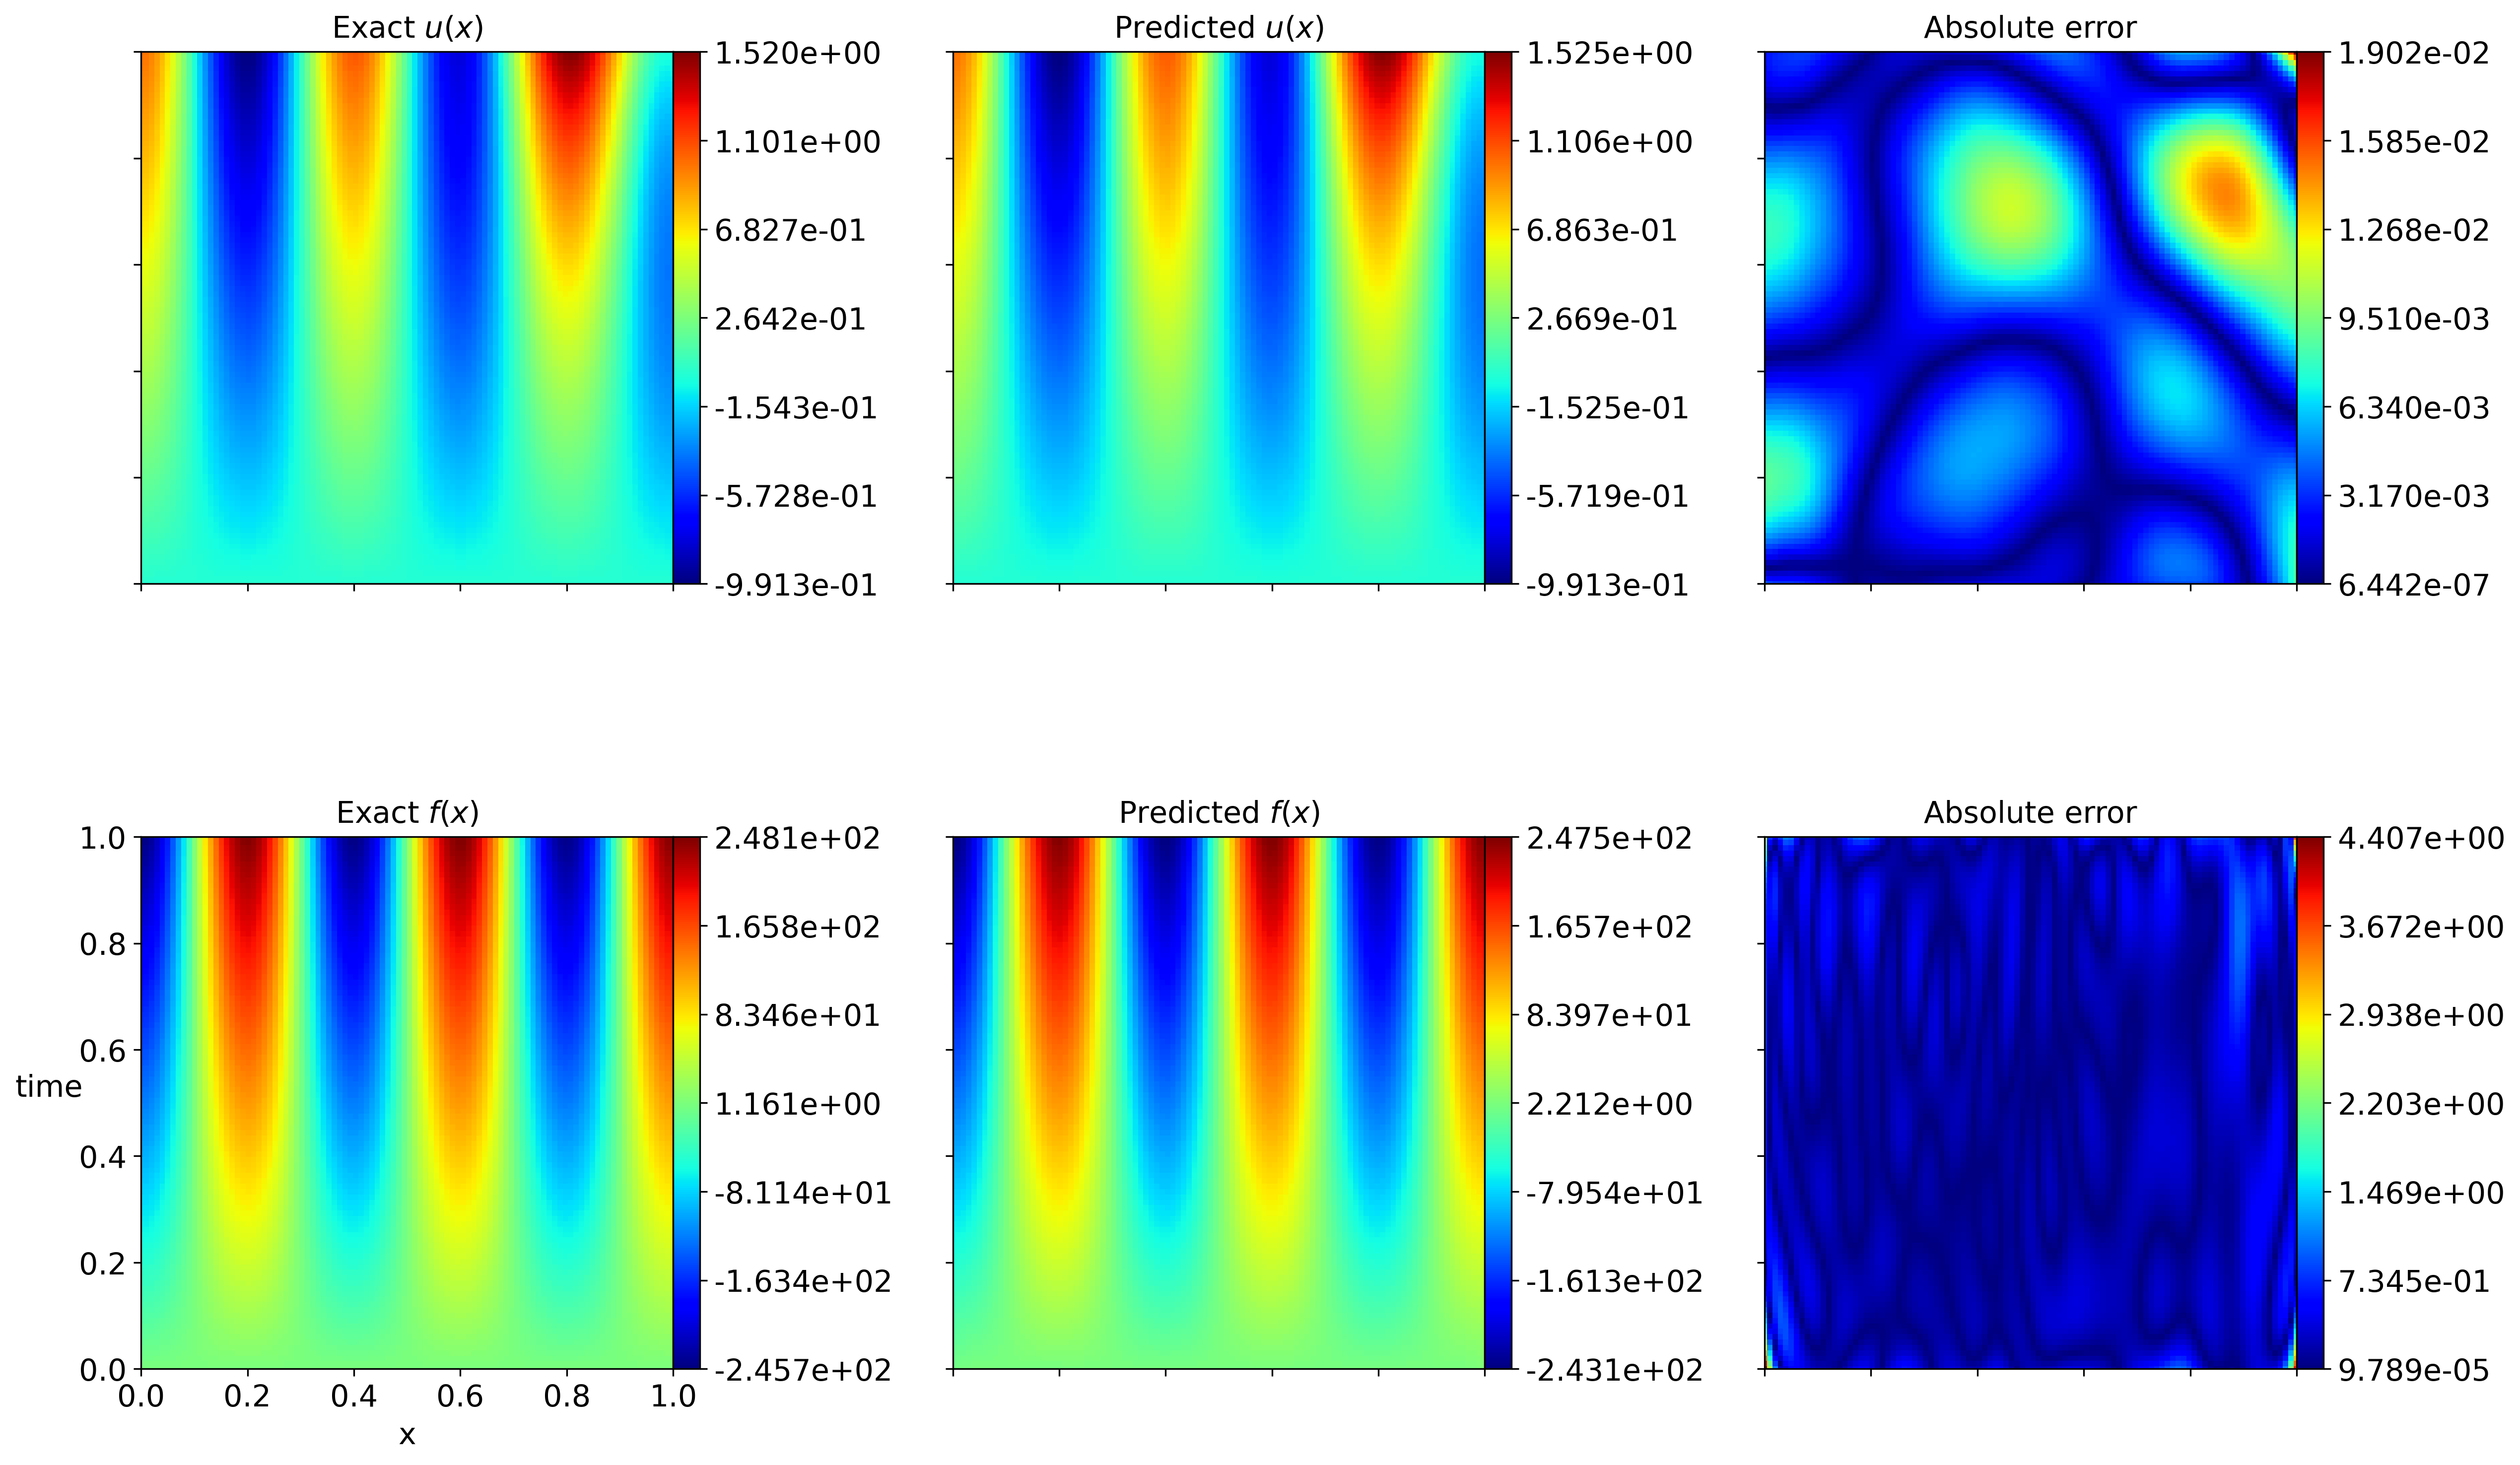 Exact u(x)
1.520e+00
1.101e+00
6.827e-01
2.642e-01
-1.543e-01
-5.728e-01
-9.913e-01
Predicted u(x)
1.525e+00
1.106e+00
6.863e-01
2.669e-01
-1.525e-01
-5.719e-01
-9.913e-01
Absolute error
1.902e-02
1.585e-02
1.268e-02
9.510e-03
6.340e-03
3.170e-03
6.442e-07
Exact f(x)
time
1.0
0.8
0.6
0.4
0.2
0.0
0.0 0.2 0.4 0.6 0.8 1.0
x
2.481e+02
1.658e+02
8.346e+01
1.161e+00
-8.114e+01
-1.634e+02
-2.457e+02
Predicted f(x)
2.475e+02
1.657e+02
8.397e+01
2.212e+00
-7.954e+01
-1.613e+02
-2.431e+02
Absolute error
4.407e+00
3.672e+00
2.938e+00
2.203e+00
1.469e+00
7.345e-01
9.789e-05